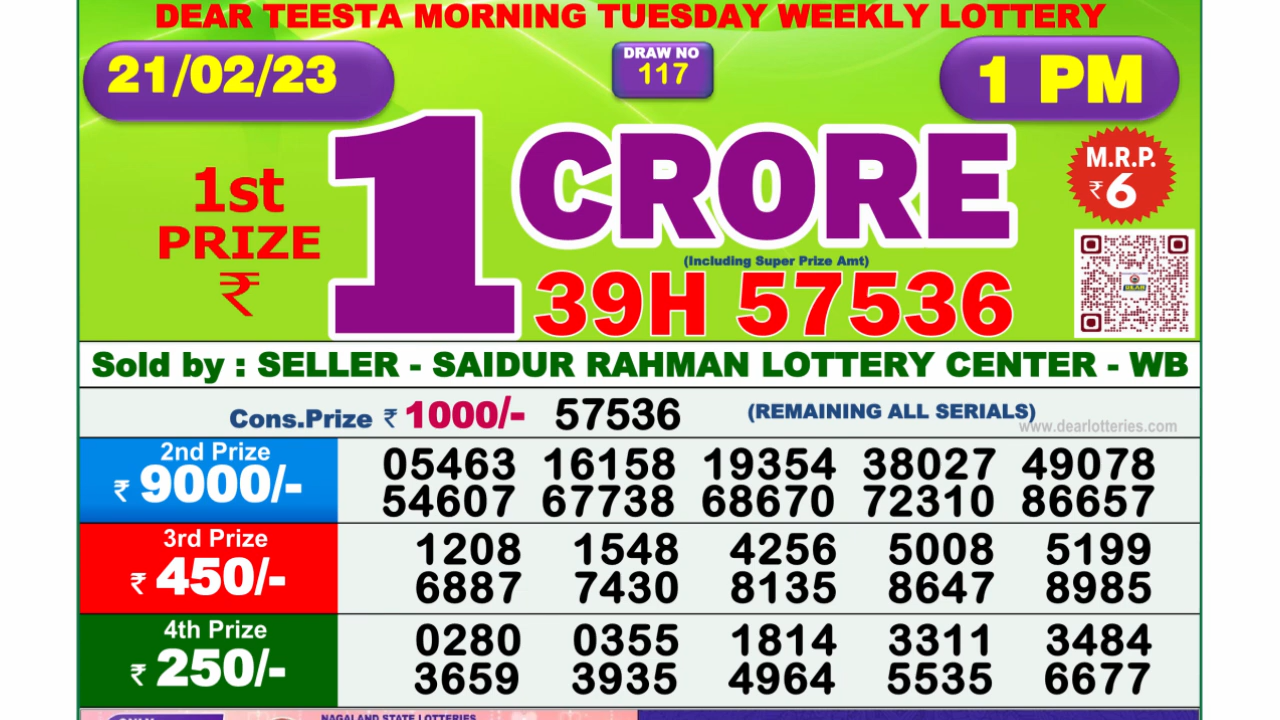 DEAR TEESTA MORNING TUESDAY WEEKLY LOTTERY
21/02/23
DRAW NO
117
1 PM
1st
PRIZE
₹
1 CRORE
(Including Super Prize Amt)
39H 57536
M.R.P.
₹6
Sold by : SELLER - SAIDUR RAHMAN LOTTERY CENTER - WB
Cons.Prize ₹ 1000/- 57536 (REMAINING ALL SERIALS)
www.dearlotteries.com
2nd Prize
₹ 9000/-
05463 16158 19354 38027 49078
54607 67738 68670 72310 86657
3rd Prize
₹ 450/-
1208 1548 4256 5008 5199
6887 7430 8135 8647 8985
4th Prize
₹ 250/-
0280 0355 1814 3311 3484
3659 3935 4964 5535 6677
NAGALAND STATE LOTTERIES